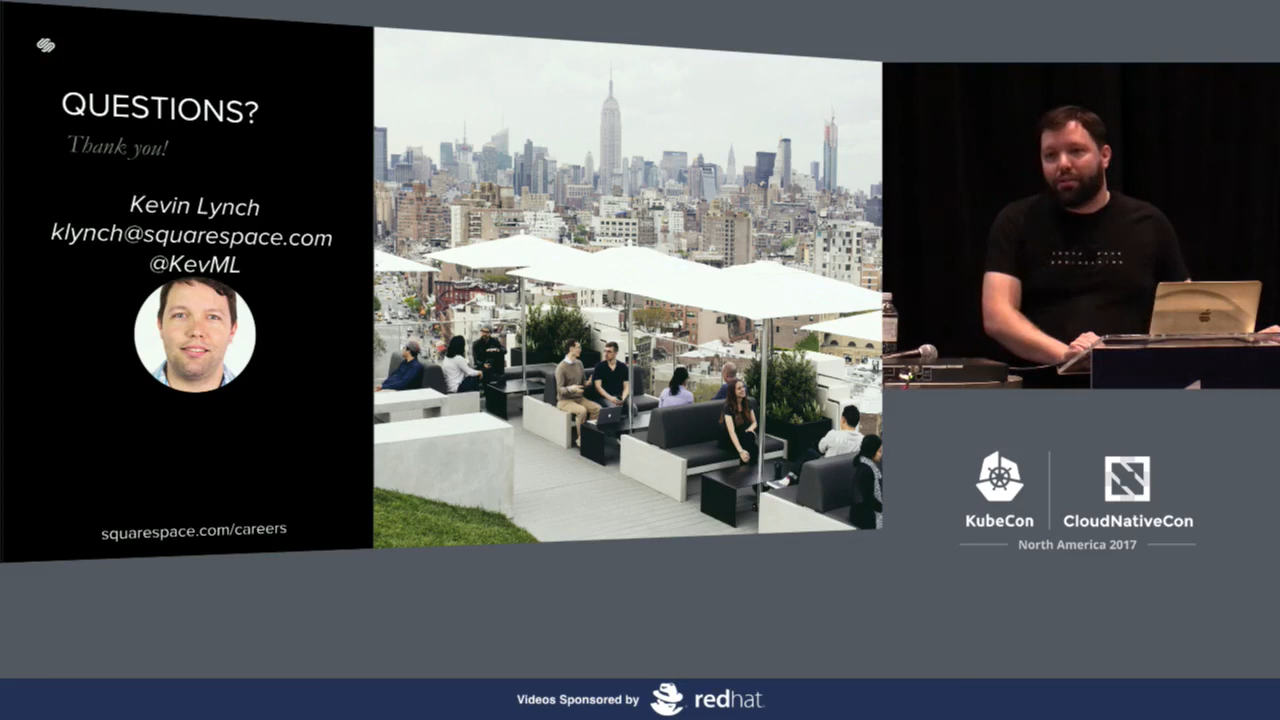 QUESTIONS?
Thank you!
Kevin Lynch
klynch@squarespace.com
@KevML
squarespace.com/careers
KubeCon
CloudNativeCon
North America 2017
Videos Sponsored by redhat.